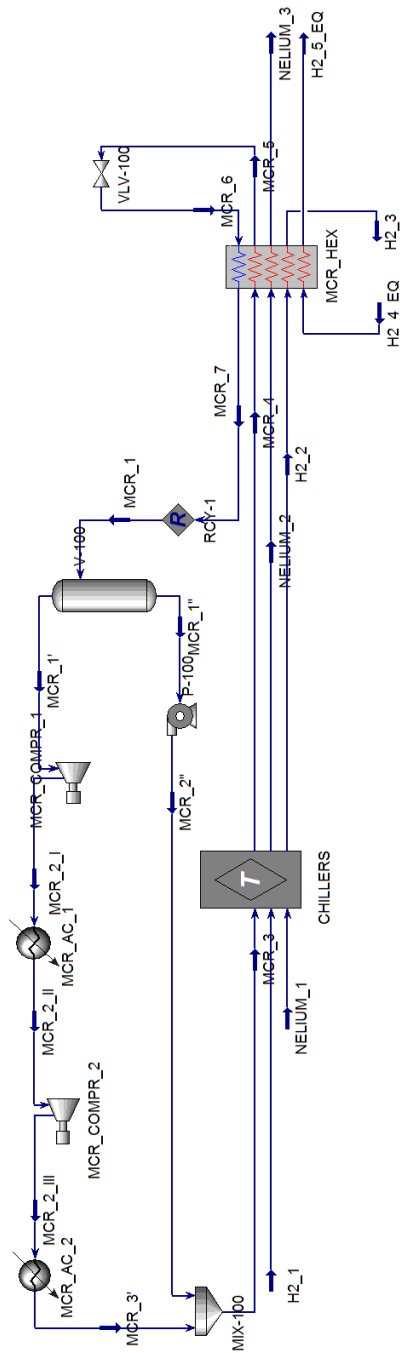 NELIUM_3
H2_5_EQ
VLV-100
MCR_5
MCR_6
MCR_HEX
H2_3
H2_4_EQ
MCR_7
MCR_4
H2_2
NELIUM_2
MCR_1
R
RCY-1
V-100
MCR_1'
MCR_1"
P-100
MCR_COMPR_1
MCR_2"
MCR_2_I
MCR_AC_1
T
CHILLERS
MCR_3
NELIUM_1
MCR_2_II
MCR_COMPR_2
MCR_2_III
MCR_AC_2
MCR_3'
MIX-100
H2_1